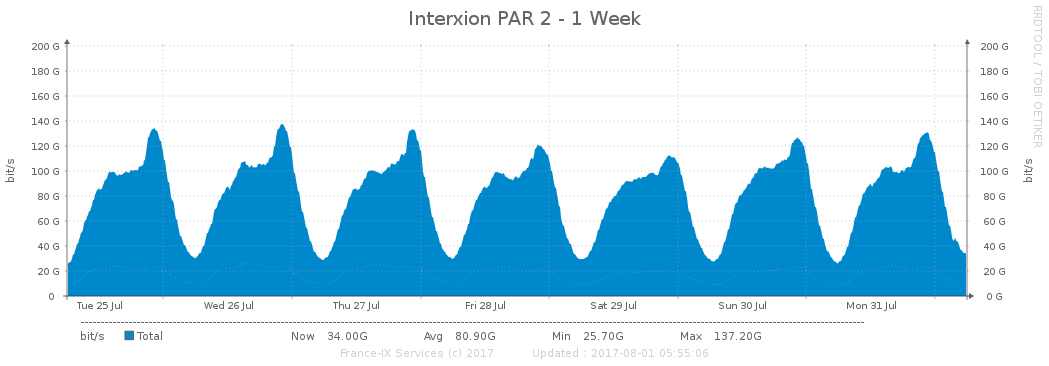 Interxion PAR 2 - 1 Week
RRDTOOL / TOBI OETIKER
200 G 200 G
180 G 180 G
160 G 160 G
140 G 140 G
120 G 120 G
100 G 100 G
80 G 80 G
60 G 60 G
40 G 40 G
20 G 20 G
0 0 G
bit/s bit/s
Tue 25 Jul Wed 26 Jul Thu 27 Jul Fri 28 Jul Sat 29 Jul Sun 30 Jul Mon 31 Jul
bit/s Total Now 34.00G Avg 80.90G Min 25.70G Max 137.20G
France-IX Services (c) 2017 Updated : 2017-08-01 05:55:06